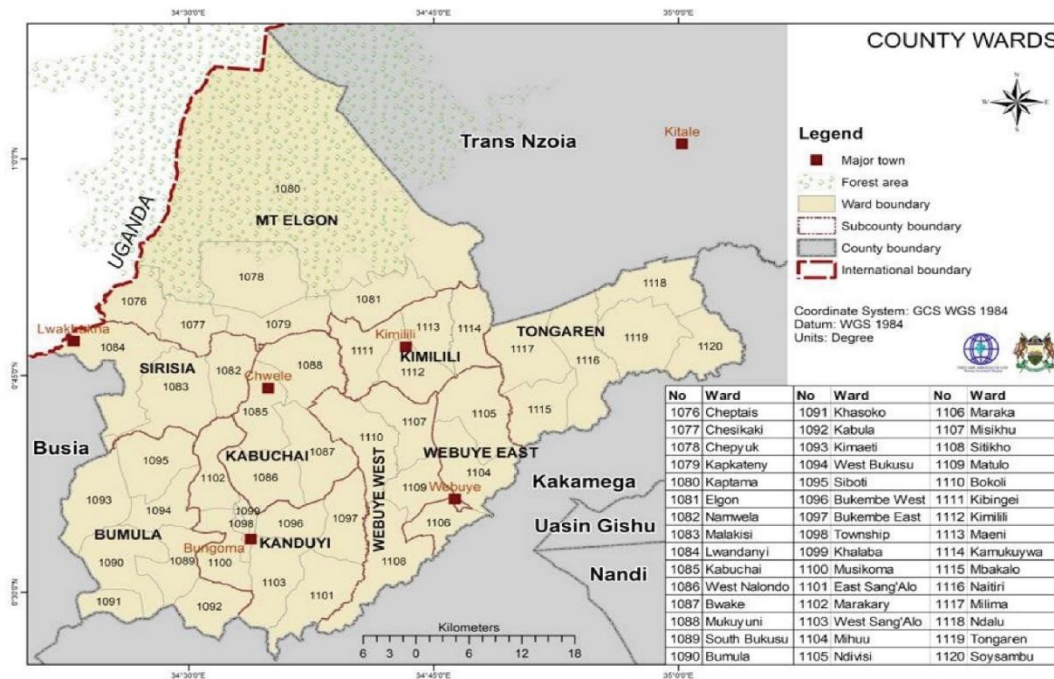 34°30'0"E
34°45'0"E
35°0'0"E
COUNTY WARDS
N
W
E
S
Legend
Major town
Forest area
Ward boundary
Subcounty boundary
County boundary
International boundary
Coordinate System: GCS WGS 1984
Datum: WGS 1984
Units: Degree
1°0'0"N
0°45'0"N
0°30'0"N
Kitale
Trans Nzoia
UGANDA
1080
MT ELGON
1078
1076
1081
1077
1079
1118
Lwakhakha
1084
Kimilili
1113
1114
TONGAREN
1119
1120
1117
1116
1111
KIMILILI
1112
SIRISIA
1082
1088
1083
Chwele
1085
1105
1115
1107
Busia
1110
KABUCHAI
1087
WEBUYE EAST
1095
1102
1086
1104
1109
Webuye
Kakamega
1093
1094
1099
1098
1096
1097
WEBUYE WEST
1106
Uasin Gishu
BUMULA
Bungoma
KANDUYI
1090
1089
1100
1103
1108
Nandi
1091
1092
1101
Kilometers
6 3 0 6 12 18
No Ward No Ward No Ward
1076 Cheptais 1091 Khasoko 1106 Maraka
1077 Chesikaki 1092 Kabula 1107 Misikhu
1078 Chepyuk 1093 Kimaeti 1108 Sitikho
1079 Kapkateny 1094 West Bukusu 1109 Matulo
1080 Kaptama 1095 Siboti 1110 Bokoli
1081 Elgon 1096 Bukembe West 1111 Kibingei
1082 Namwela 1097 Bukembe East 1112 Kimilili
1083 Malakisi 1098 Township 1113 Maeni
1084 Lwandanyi 1099 Khalaba 1114 Kamukuywa
1085 Kabuchai 1100 Musikoma 1115 Mbakalo
1086 West Nalondo 1101 East Sang'Alo 1116 Naitiri
1087 Bwake 1102 Marakary 1117 Milima
1088 Mukuyuni 1103 West Sang'Alo 1118 Ndalu
1089 South Bukusu 1104 Mihuu 1119 Tongaren
1090 Bumula 1105 Ndivisi 1120 Soysambu
34°30'0"E
34°45'0"E
35°0'0"E